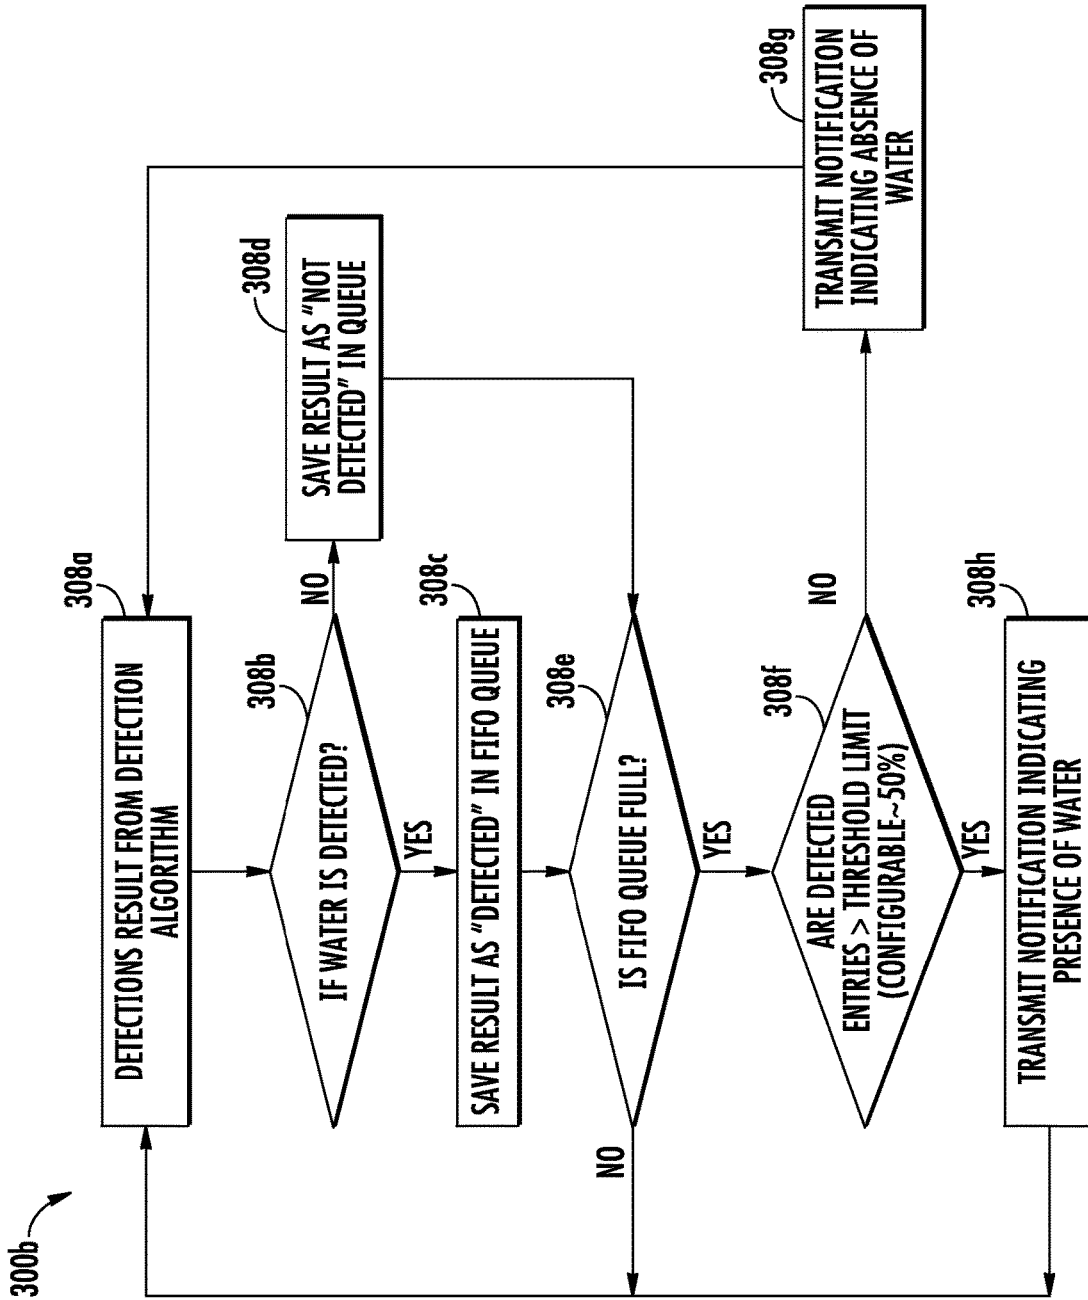 300b
308a
DETECTIONS RESULT FROM DETECTION
ALGORITHM
308b
IF WATER IS DETECTED?
NO
YES
308d
SAVE RESULT AS "NOT
DETECTED" IN QUEUE
308c
SAVE RESULT AS "DETECTED" IN FIFO QUEUE
308e
IS FIFO QUEUE FULL?
NO
YES
308f
ARE DETECTED
ENTRIES > THRESHOLD LIMIT
(CONFIGURABLE~50%)
NO
YES
308g
TRANSMIT NOTIFICATION
INDICATING ABSENCE OF
WATER
308h
TRANSMIT NOTIFICATION INDICATING
PRESENCE OF WATER